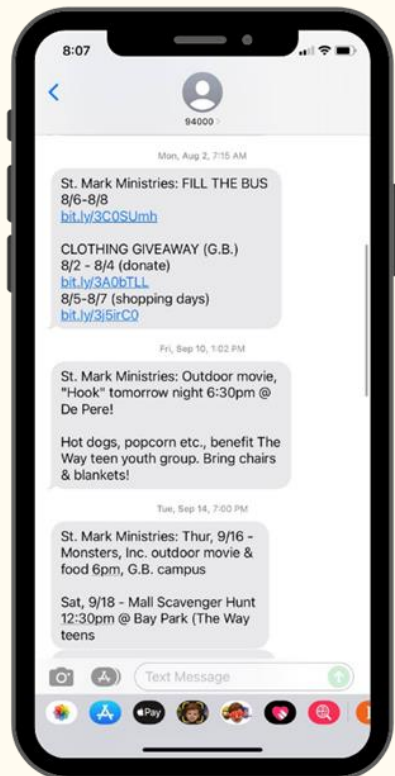 8:07
94000 >
Mon, Aug 2, 7:15 AM
St. Mark Ministries: FILL THE BUS
8/6-8/8
bit.ly/3C0SUmh
CLOTHING GIVEAWAY (G.B.)
8/2 - 8/4 (donate)
bit.ly/3A0bTLL
8/5-8/7 (shopping days)
bit.ly/3j5irC0
Fri, Sep 10, 1:02 PM
St. Mark Ministries: Outdoor movie,
"Hook" tomorrow night 6:30pm @
De Pere!
Hot dogs, popcorn etc., benefit The
Way teen youth group. Bring chairs
& blankets!
Tue, Sep 14, 7:00 PM
St. Mark Ministries: Thur, 9/16 -
Monsters, Inc. outdoor movie &
food 6pm, G.B. campus
Sat, 9/18 - Mall Scavenger Hunt
12:30pm @ Bay Park (The Way
teens
Text Message
Pay